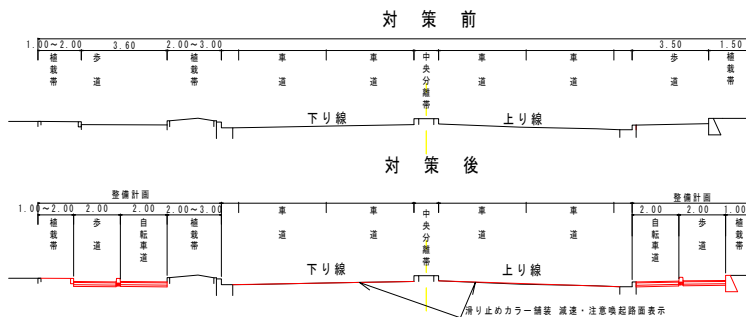 対策前
1.00～2.00 3.60 2.00～3.00 3.50 1.50
植栽帯 歩道 植栽帯 車道 車道 中央分離帯 車道 車道 歩道 植栽帯
下り線 上り線
対策後
整備計画 整備計画
1.00～2.00 2.00 2.00 2.00～3.00 2.00 2.00 1.00
植栽帯 歩道 自転車道 植栽帯 車道 車道 中央分離帯 車道 車道 自転車道 歩道 植栽帯
下り線 上り線
滑り止めカラー舗装 減速・注意喚起路面表示